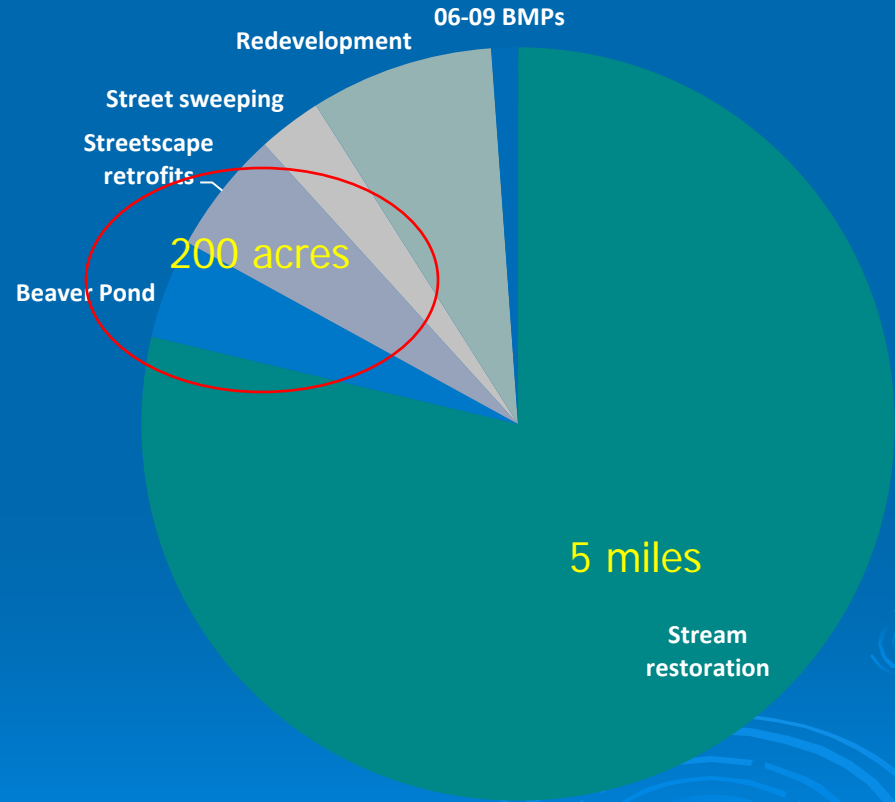 06-09 BMPs
Redevelopment
Street sweeping
Streetscape
retrofits
200 acres
Beaver Pond
5 miles
Stream
restoration